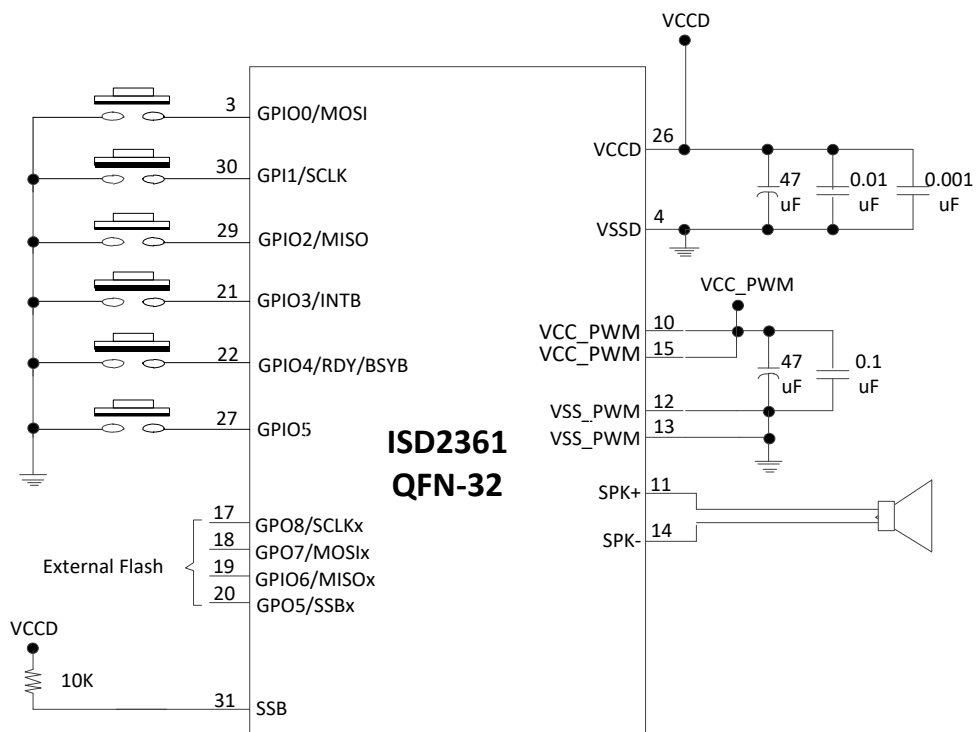 VCCD
3
GPIO0/MOSI
30
GPI1/SCLK
29
GPIO2/MISO
21
GPIO3/INTB
22
GPIO4/RDY/BSYB
27
GPIO5
ISD2361
QFN-32
17
GPO8/SCLKx
18
GPO7/MOSIx
19
GPIO6/MISOx
20
GPO5/SSBx
External Flash
VCCD
10K
31
SSB
26
VCCD
47
uF
0.01
uF
0.001
uF
4
VSSD
VCC_PWM
10
VCC_PWM
15
VCC_PWM
47
uF
0.1
uF
12
VSS_PWM
13
VSS_PWM
11
SPK+
14
SPK-